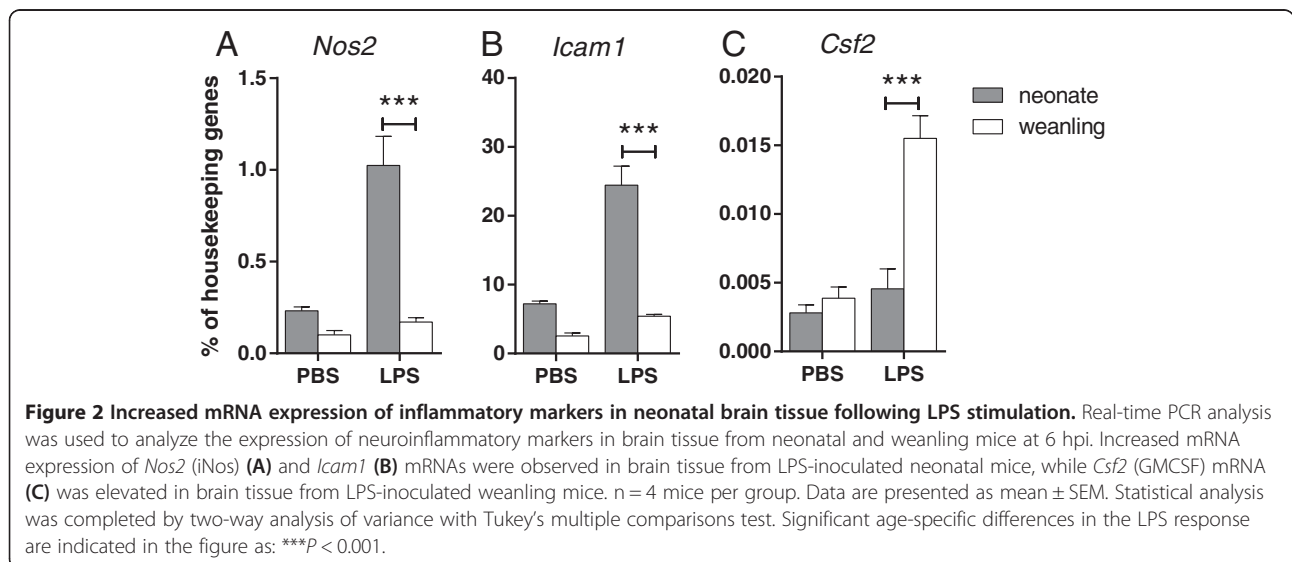 A Nos2
B Icam1
C Csf2
% of housekeeping genes
1.5
1.0
0.5
0.0
***
PBS LPS
40
30
20
10
0
***
PBS LPS
0.020
0.015
0.010
0.005
0.000
***
PBS LPS
neonate
weanling
Figure 2 Increased mRNA expression of inflammatory markers in neonatal brain tissue following LPS stimulation. Real-time PCR analysis
was used to analyze the expression of neuroinflammatory markers in brain tissue from neonatal and weanling mice at 6 hpi. Increased mRNA
expression of Nos2 (iNos) (A) and Icam1 (B) mRNAs were observed in brain tissue from LPS-inoculated neonatal mice, while Csf2 (GMCSF) mRNA
(C) was elevated in brain tissue from LPS-inoculated weanling mice. n = 4 mice per group. Data are presented as mean ± SEM. Statistical analysis
was completed by two-way analysis of variance with Tukey's multiple comparisons test. Significant age-specific differences in the LPS response
are indicated in the figure as: ***P < 0.001.